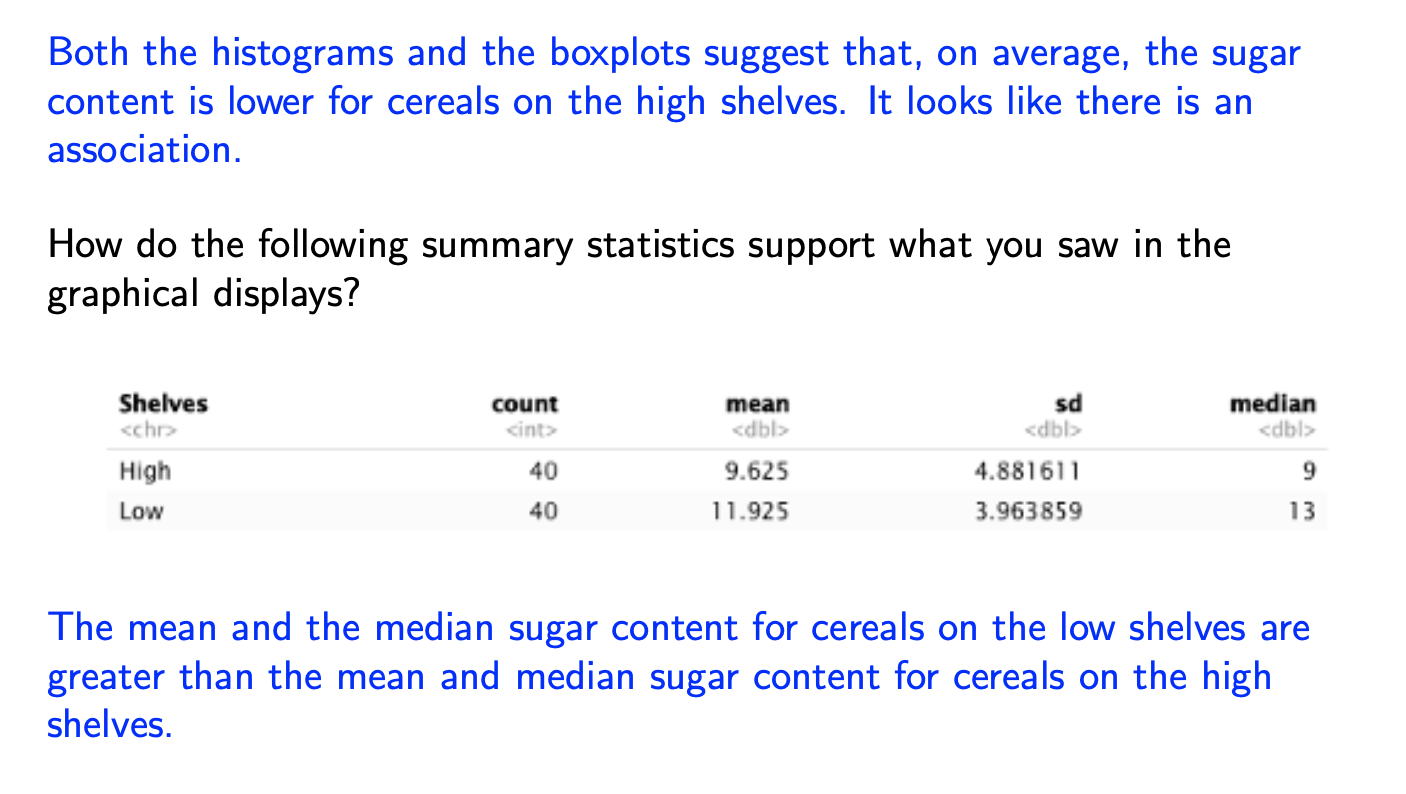 Both the histograms and the boxplots suggest that, on average, the sugar
content is lower for cereals on the high shelves. It looks like there is an
association.
How do the following summary statistics support what you saw in the
graphical displays?
Shelves count mean sd median
<chr> <int> <dbl> <dbl> <dbl>
High 40 9.625 4.881611 9
Low 40 11.925 3.963859 13
The mean and the median sugar content for cereals on the low shelves are
greater than the mean and median sugar content for cereals on the high
shelves.